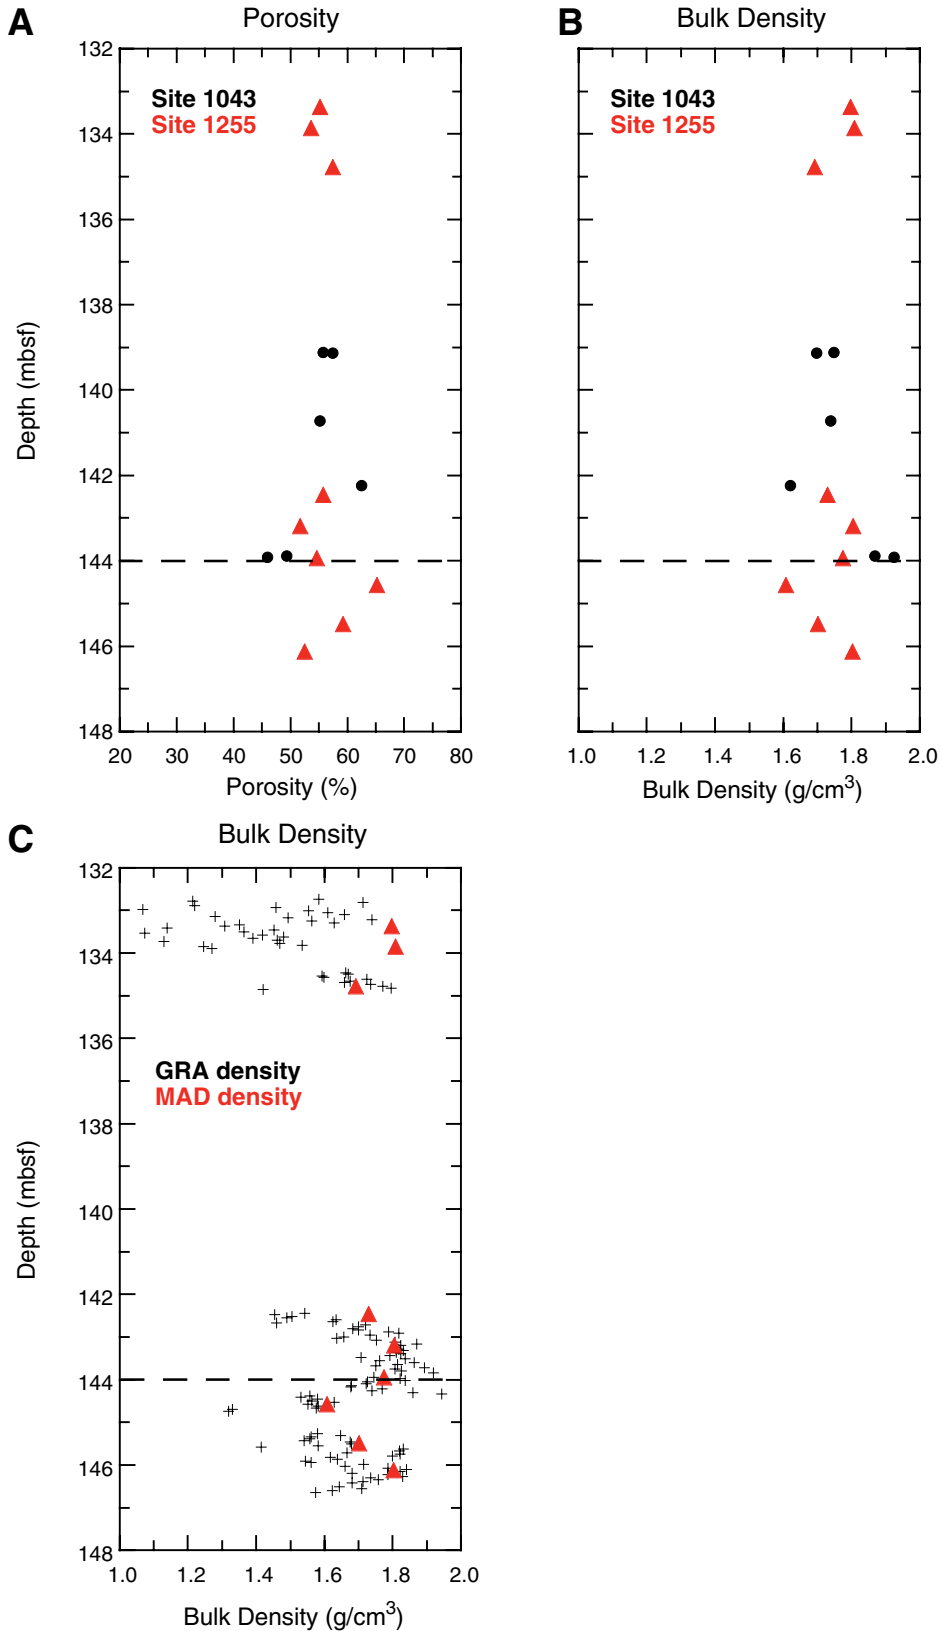 A
Porosity
132
134
136
138
140
142
144
146
148
Depth (mbsf)
Site 1043
Site 1255
20 30 40 50 60 70 80
Porosity (%)
B
Bulk Density
Site 1043
Site 1255
1.0 1.2 1.4 1.6 1.8 2.0
Bulk Density (g/cm³)
C
Bulk Density
132
134
136
138
140
142
144
146
148
Depth (mbsf)
GRA density
MAD density
1.0 1.2 1.4 1.6 1.8 2.0
Bulk Density (g/cm³)